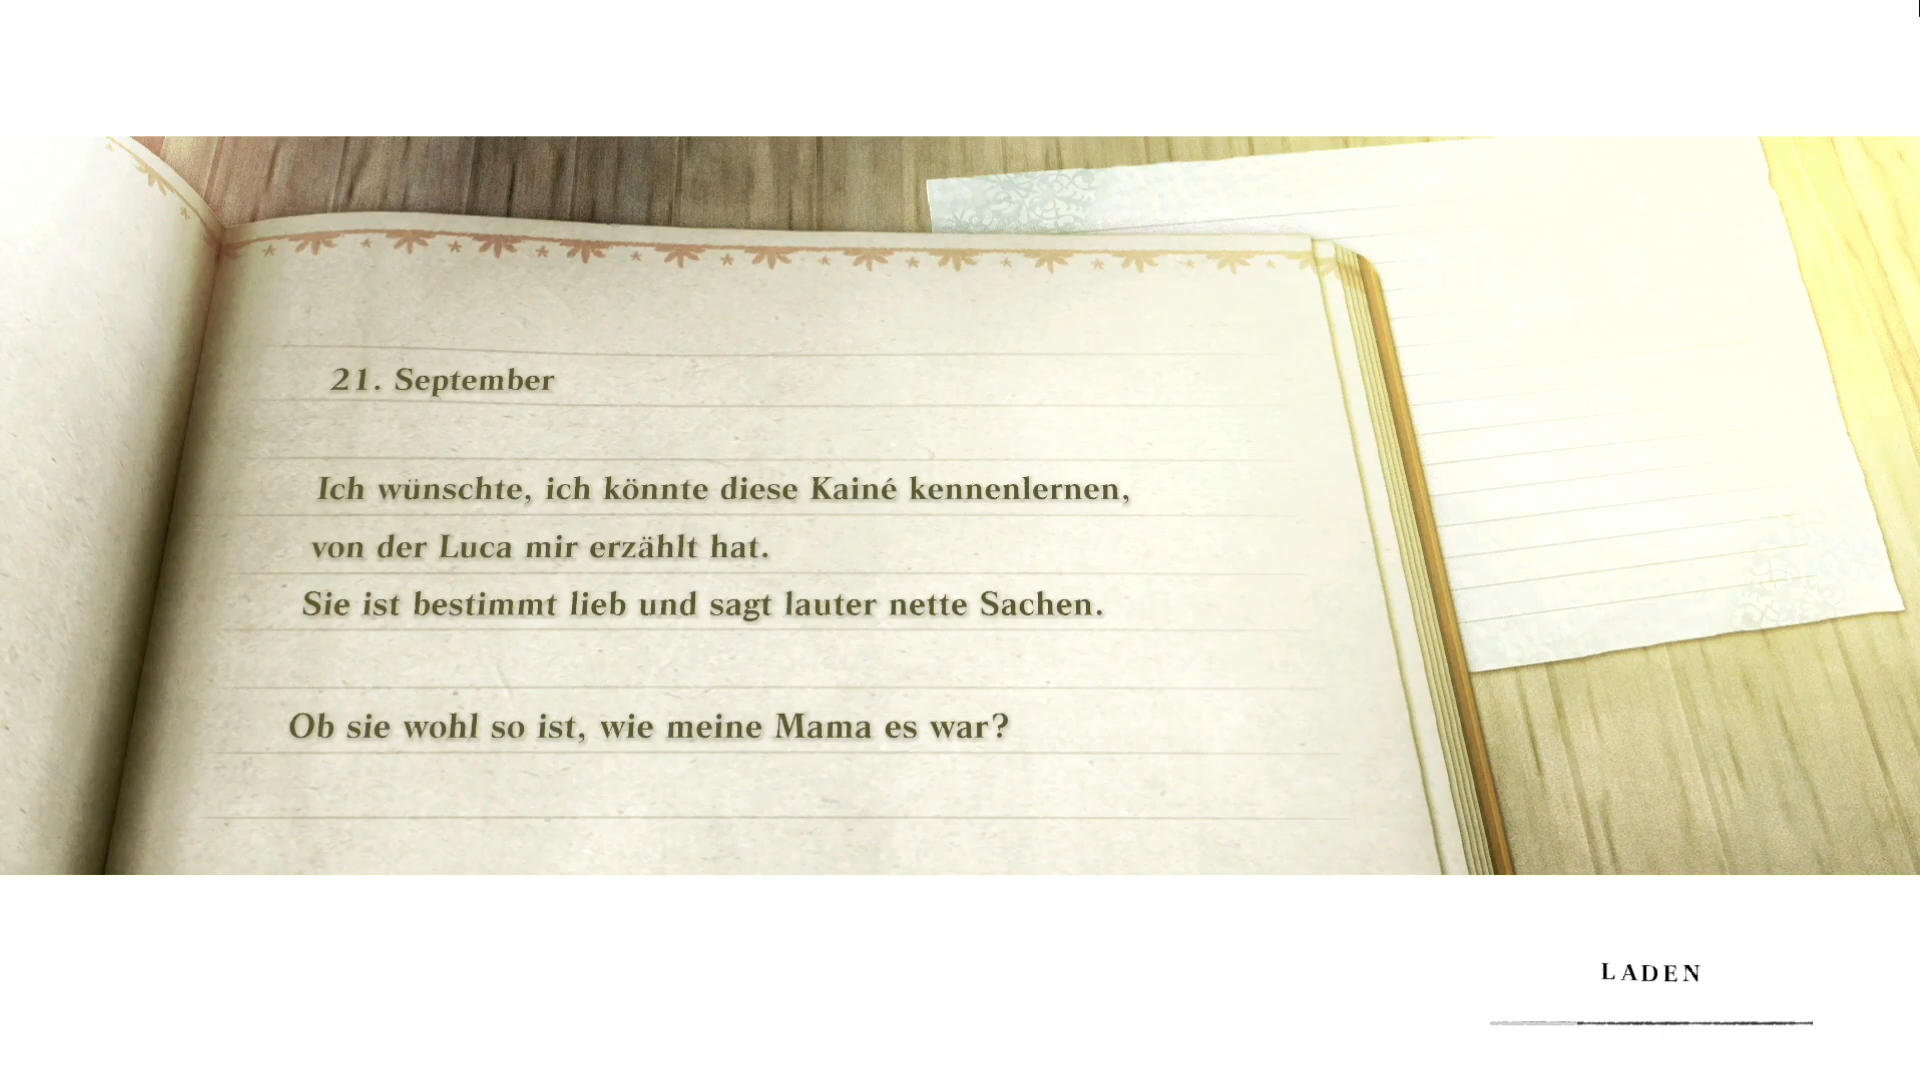 21. September
Ich wünschte, ich könnte diese Kainé kennenlernen,
von der Luca mir erzählt hat.
Sie ist bestimmt lieb und sagt lauter nette Sachen.
Ob sie wohl so ist, wie meine Mama es war?
LADEN